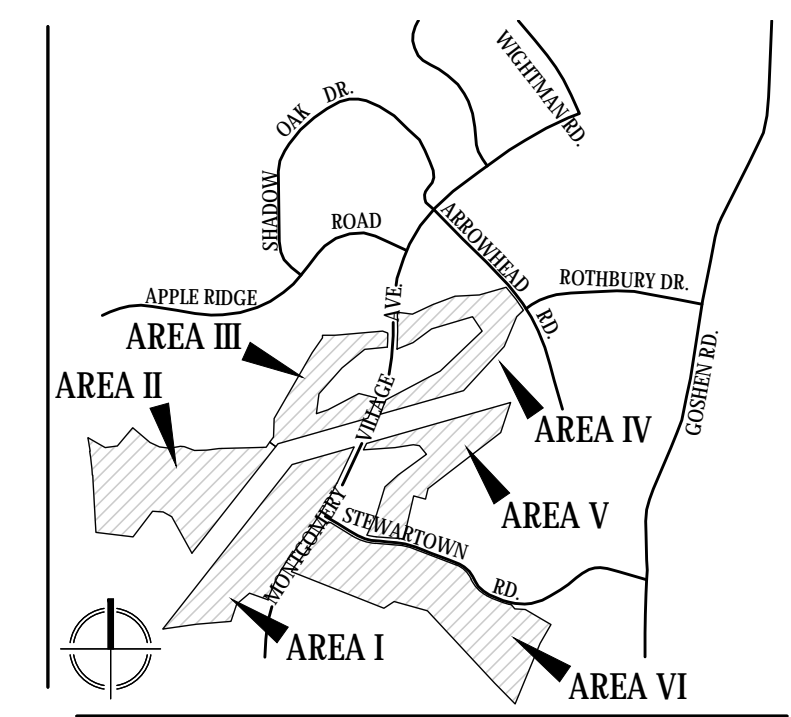 WIGHTMAN RD.
SHADOW OAK DR.
APPLE RIDGE ROAD
ARROWHEAD RD.
ROTHBURY DR.
GOSHEN RD.
MONTGOMERY VILLAGE AVE.
AREA III
AREA II
AREA IV
AREA V
STEWARTOWN RD.
AREA I
AREA VI